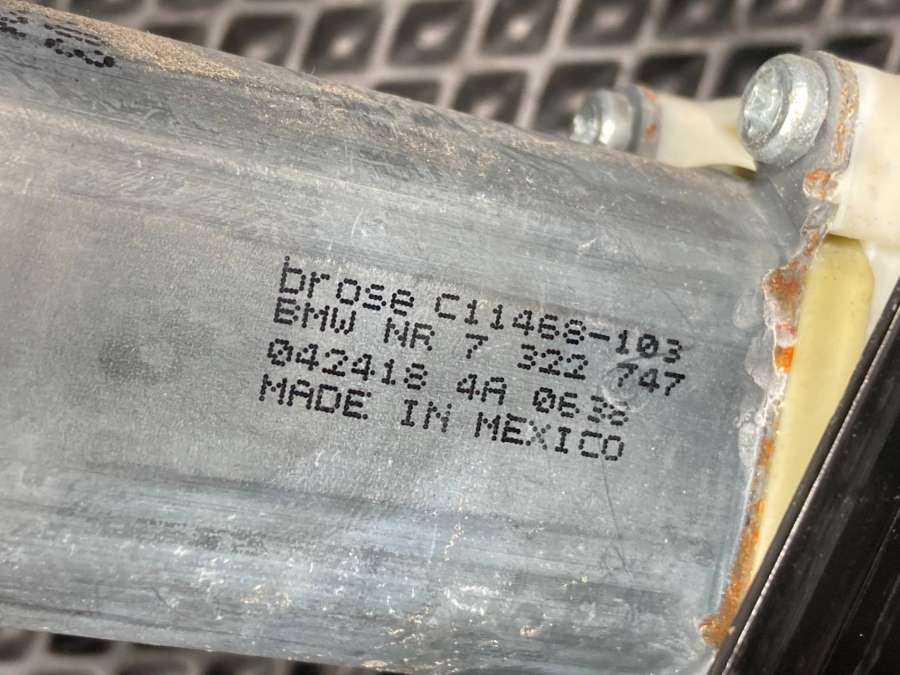 brose C11468-103
BMW NR 7 322 747
042418 4A 0638
MADE IN MEXICO